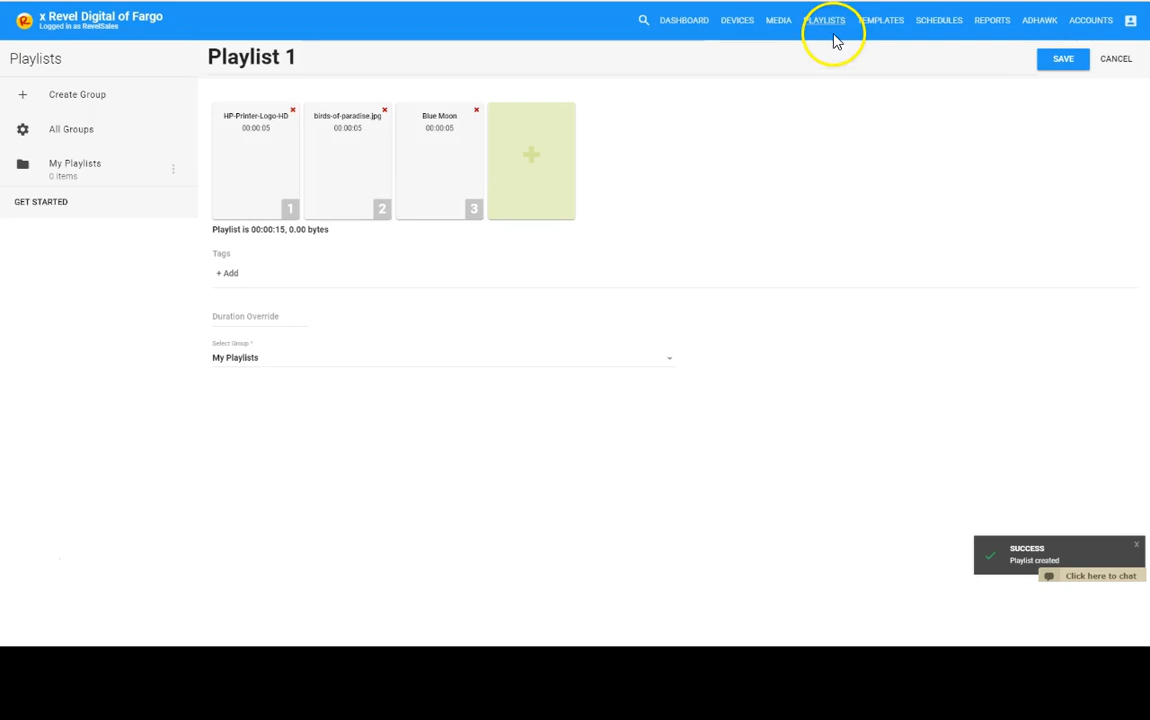 x Revel Digital of Fargo
Logged in as RevelSales
DASHBOARD DEVICES MEDIA PLAYLISTS TEMPLATES SCHEDULES REPORTS ADHAWK ACCOUNTS
Playlists
Playlist 1
SAVE CANCEL
Create Group
All Groups
My Playlists
0 items
GET STARTED
HP-Printer-Logo-HD birds-of-paradise.jpg Blue Moon
00:00:05 00:00:05 00:00:05
1 2 3
Playlist is 00:00:15, 0.00 bytes
Tags
+ Add
Duration Override
Select Group *
My Playlists
SUCCESS x
Playlist created
Click here to chat